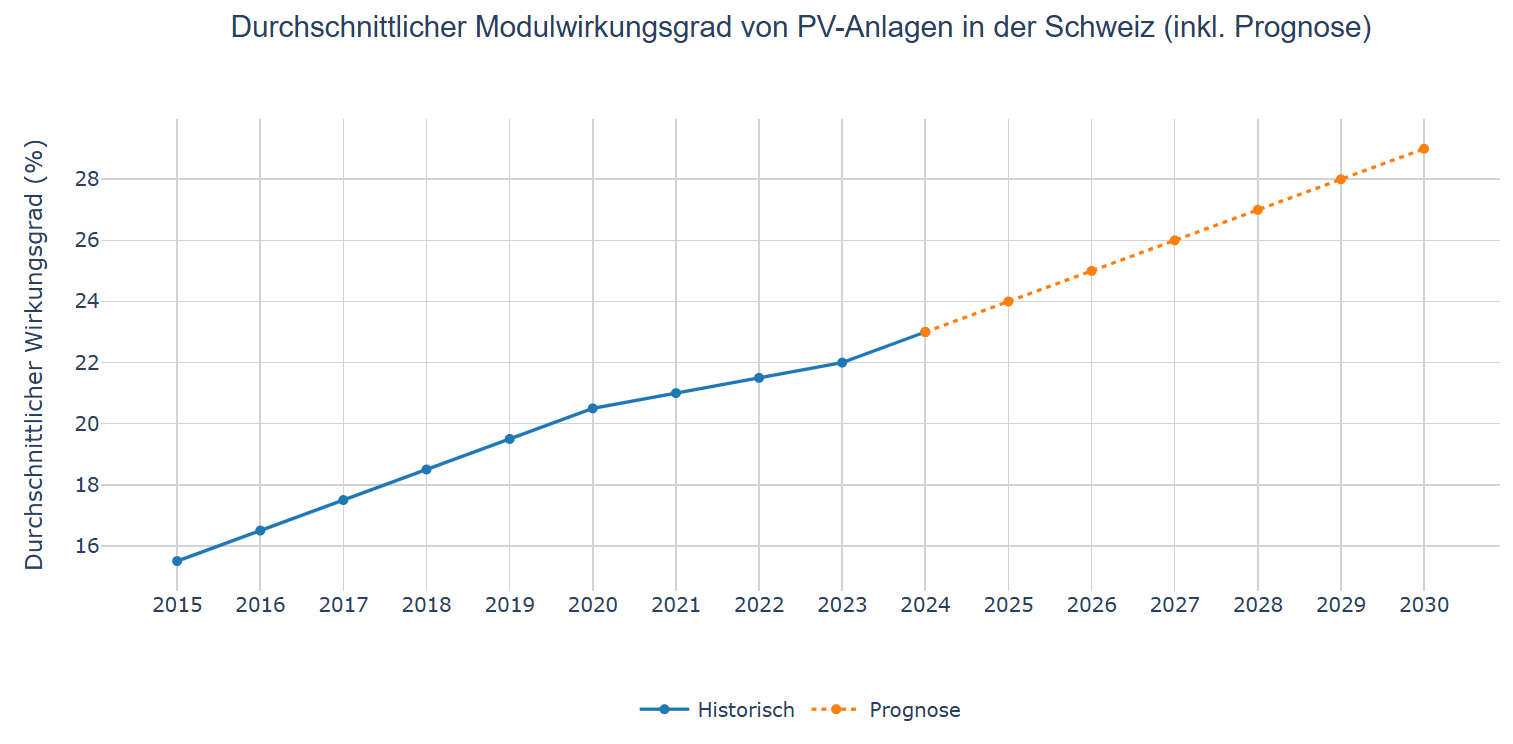 Durchschnittlicher Modulwirkungsgrad von PV-Anlagen in der Schweiz (inkl. Prognose)
Durchschnittlicher Wirkungsgrad (%)
28
26
24
22
20
18
16
2015 2016 2017 2018 2019 2020 2021 2022 2023 2024 2025 2026 2027 2028 2029 2030
Historisch Prognose